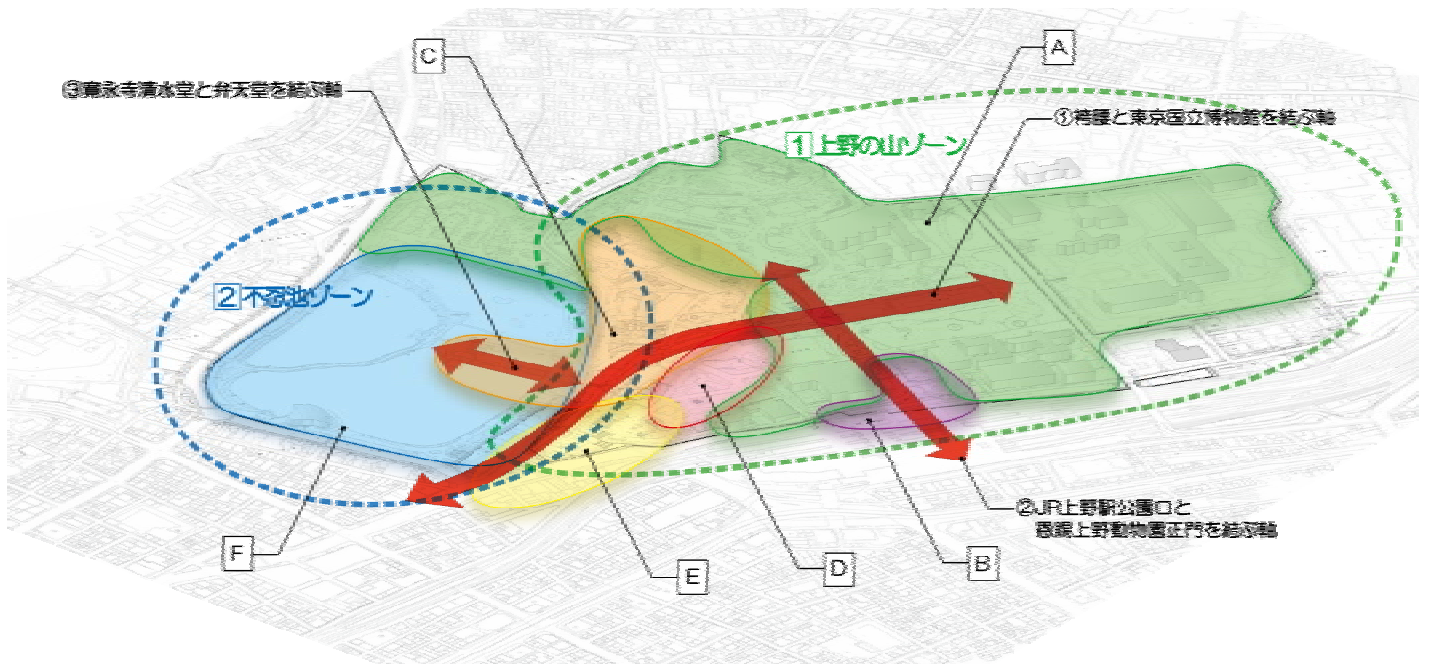 C
A
③寛永寺清水堂と弁天堂を結ぶ軸
①袴腰と東京国立博物館を結ぶ軸
1 上野の山ゾーン
2 不忍池ゾーン
②JR上野駅公園口と
恩賜上野動物園正門を結ぶ軸
F
E
D
B